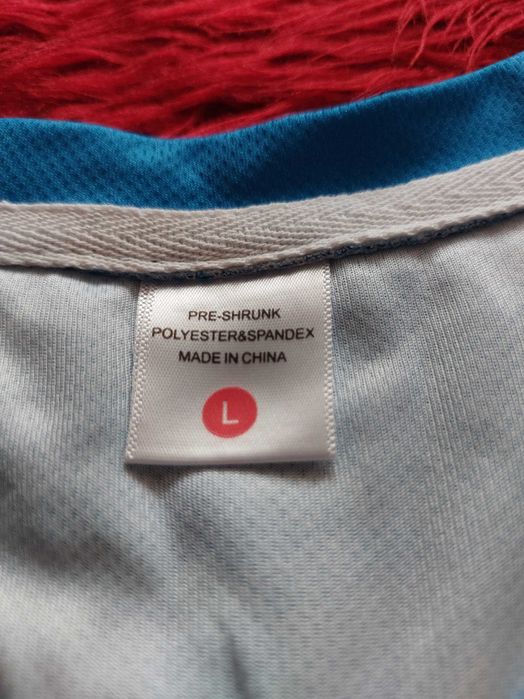 PRE-SHRUNK
POLYESTER&SPANDEX
MADE IN CHINA
L